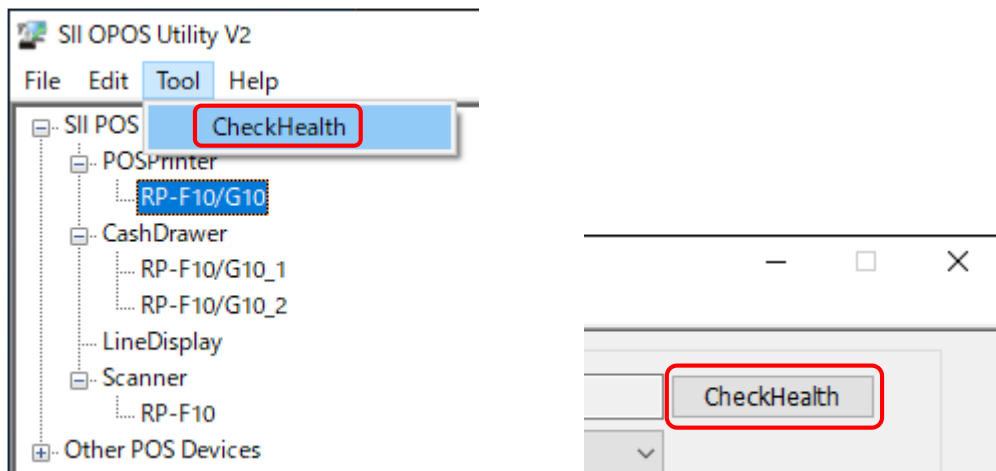 SII OPOS Utility V2
File Edit Tool Help
SII POS
CheckHealth
POSPrinter
RP-F10/G10
CashDrawer
RP-F10/G10_1
RP-F10/G10_2
LineDisplay
Scanner
RP-F10
Other POS Devices
CheckHealth